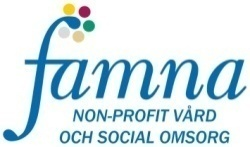 famna
NON-PROFIT VÅRD
OCH SOCIAL OMSORG